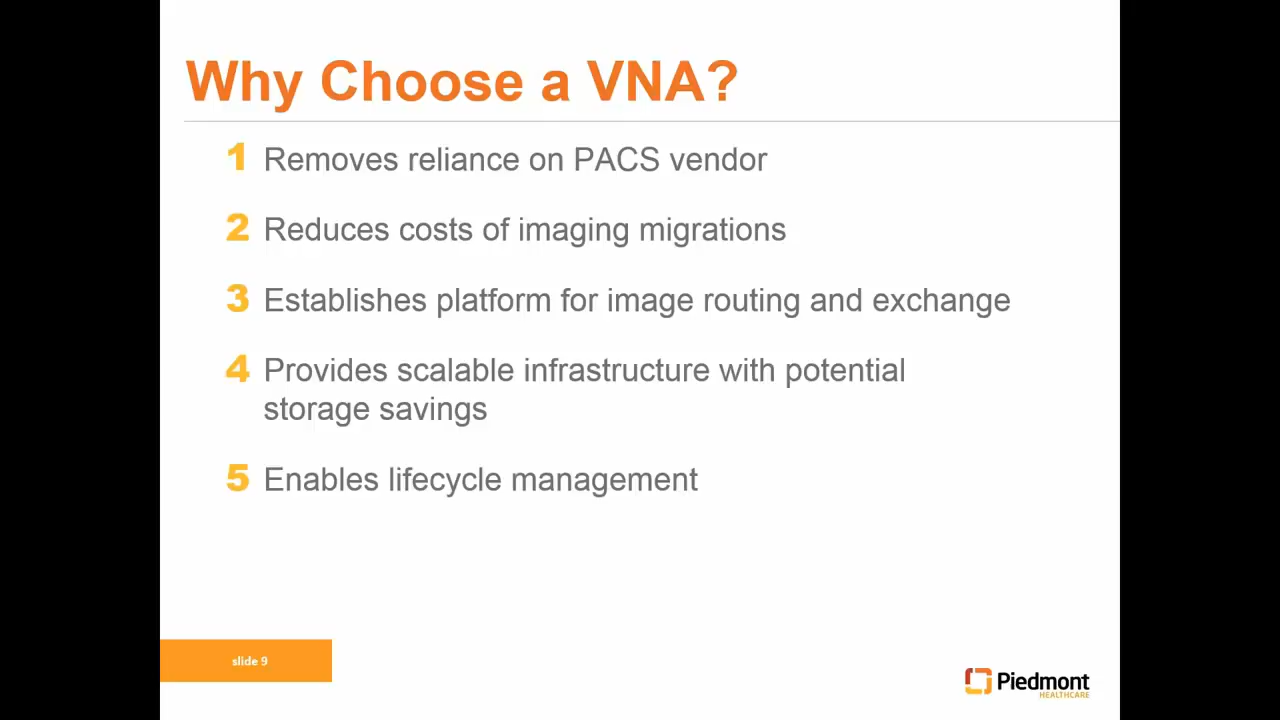 Why Choose a VNA?
1 Removes reliance on PACS vendor
2 Reduces costs of imaging migrations
3 Establishes platform for image routing and exchange
4 Provides scalable infrastructure with potential
storage savings
5 Enables lifecycle management
slide 9
Piedmont
HEALTHCARE